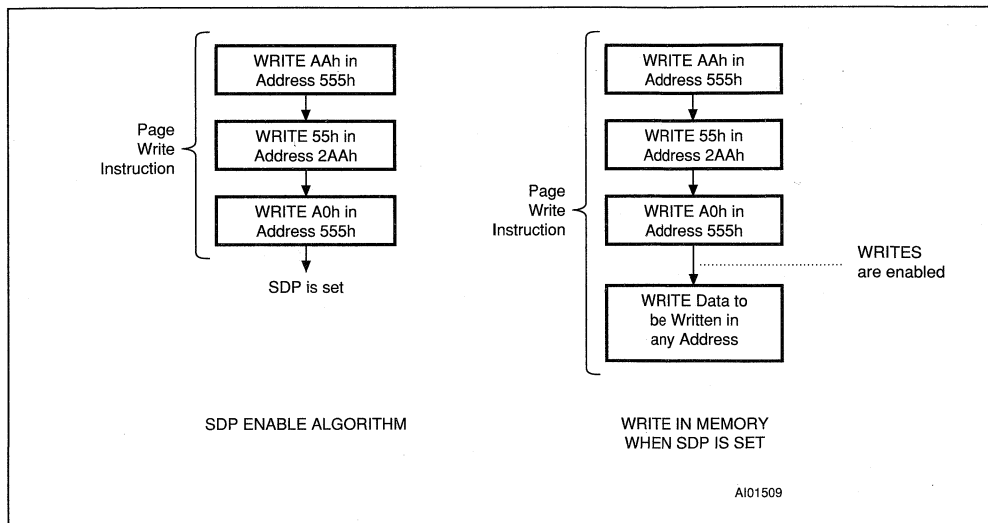 Page
Write
Instruction
WRITE AAh in
Address 555h
WRITE 55h in
Address 2AAh
WRITE A0h in
Address 555h
SDP is set
SDP ENABLE ALGORITHM
Page
Write
Instruction
WRITE AAh in
Address 555h
WRITE 55h in
Address 2AAh
WRITE A0h in
Address 555h
WRITES
are enabled
WRITE Data to
be Written in
any Address
WRITE IN MEMORY
WHEN SDP IS SET
AI01509